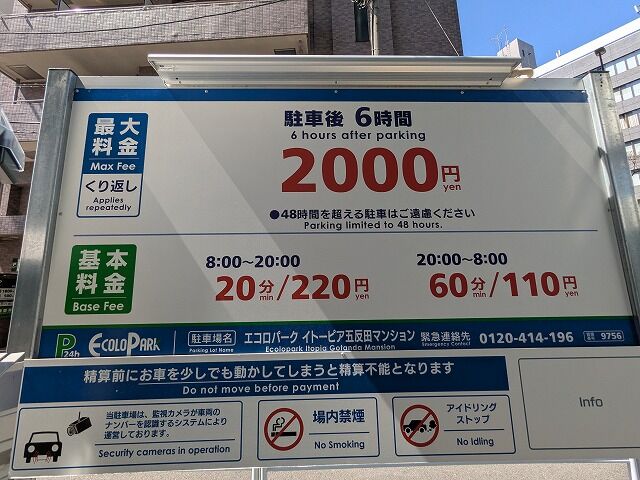 最大
料金
Max Fee
くり返し
Applies
repeatedly
駐車後 6時間
6 hours after parking
2000円
yen
●48時間を超える駐車はご遠慮ください
Parking limited to 48 hours.
基本
料金
Base Fee
8:00～20:00
20分/220円
min yen
20:00～8:00
60分/110円
min yen
P 24h ECOLOPARK
駐車場名
Parking Lot Name
エコロパーク イトーピア五反田マンション
Ecolopark Itopia Gotanda Mansion
緊急連絡先
Emergency Contact
0120-414-196
9756
精算前にお車を少しでも動かしてしまうと精算不能となります
Do not move before payment
当駐車場は、監視カメラが車両の
ナンバーを認識するシステムにより
運営しております。
Security cameras in operation
場内禁煙
No Smoking
アイドリング
ストップ
No Idling
Info